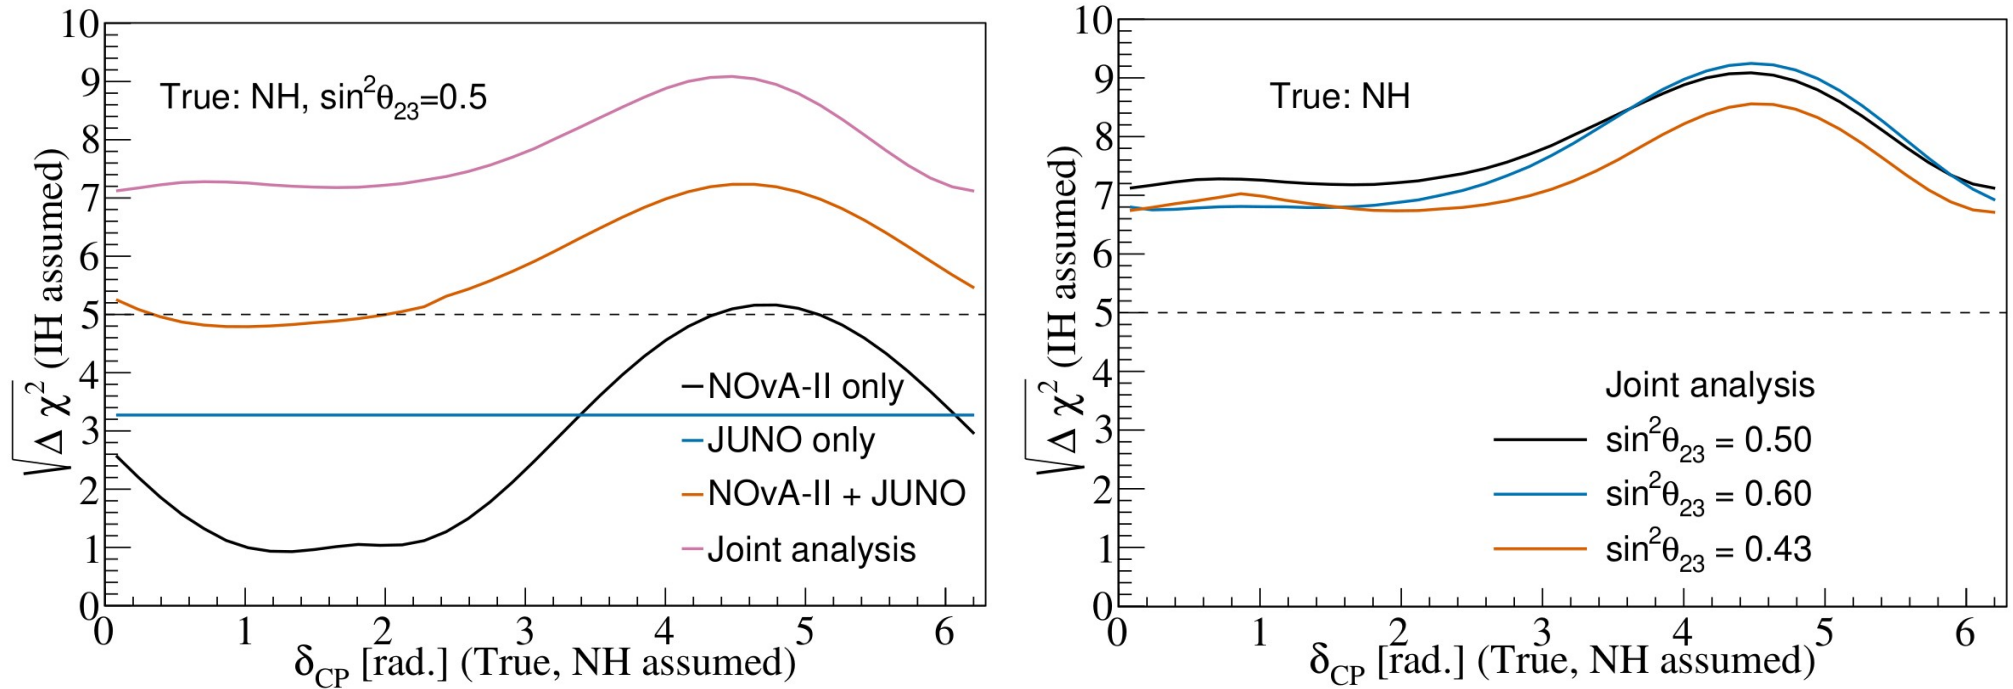 10
9
8
7
6
5
4
3
2
1
0
0 1 2 3 4 5 6
√Δ χ² (IH assumed)
δCP [rad.] (True, NH assumed)
True: NH, sin²θ23=0.5
NOvA-II only
JUNO only
NOvA-II + JUNO
Joint analysis
10
9
8
7
6
5
4
3
2
1
0
0 1 2 3 4 5 6
√Δ χ² (IH assumed)
δCP [rad.] (True, NH assumed)
True: NH
Joint analysis
sin²θ23 = 0.50
sin²θ23 = 0.60
sin²θ23 = 0.43